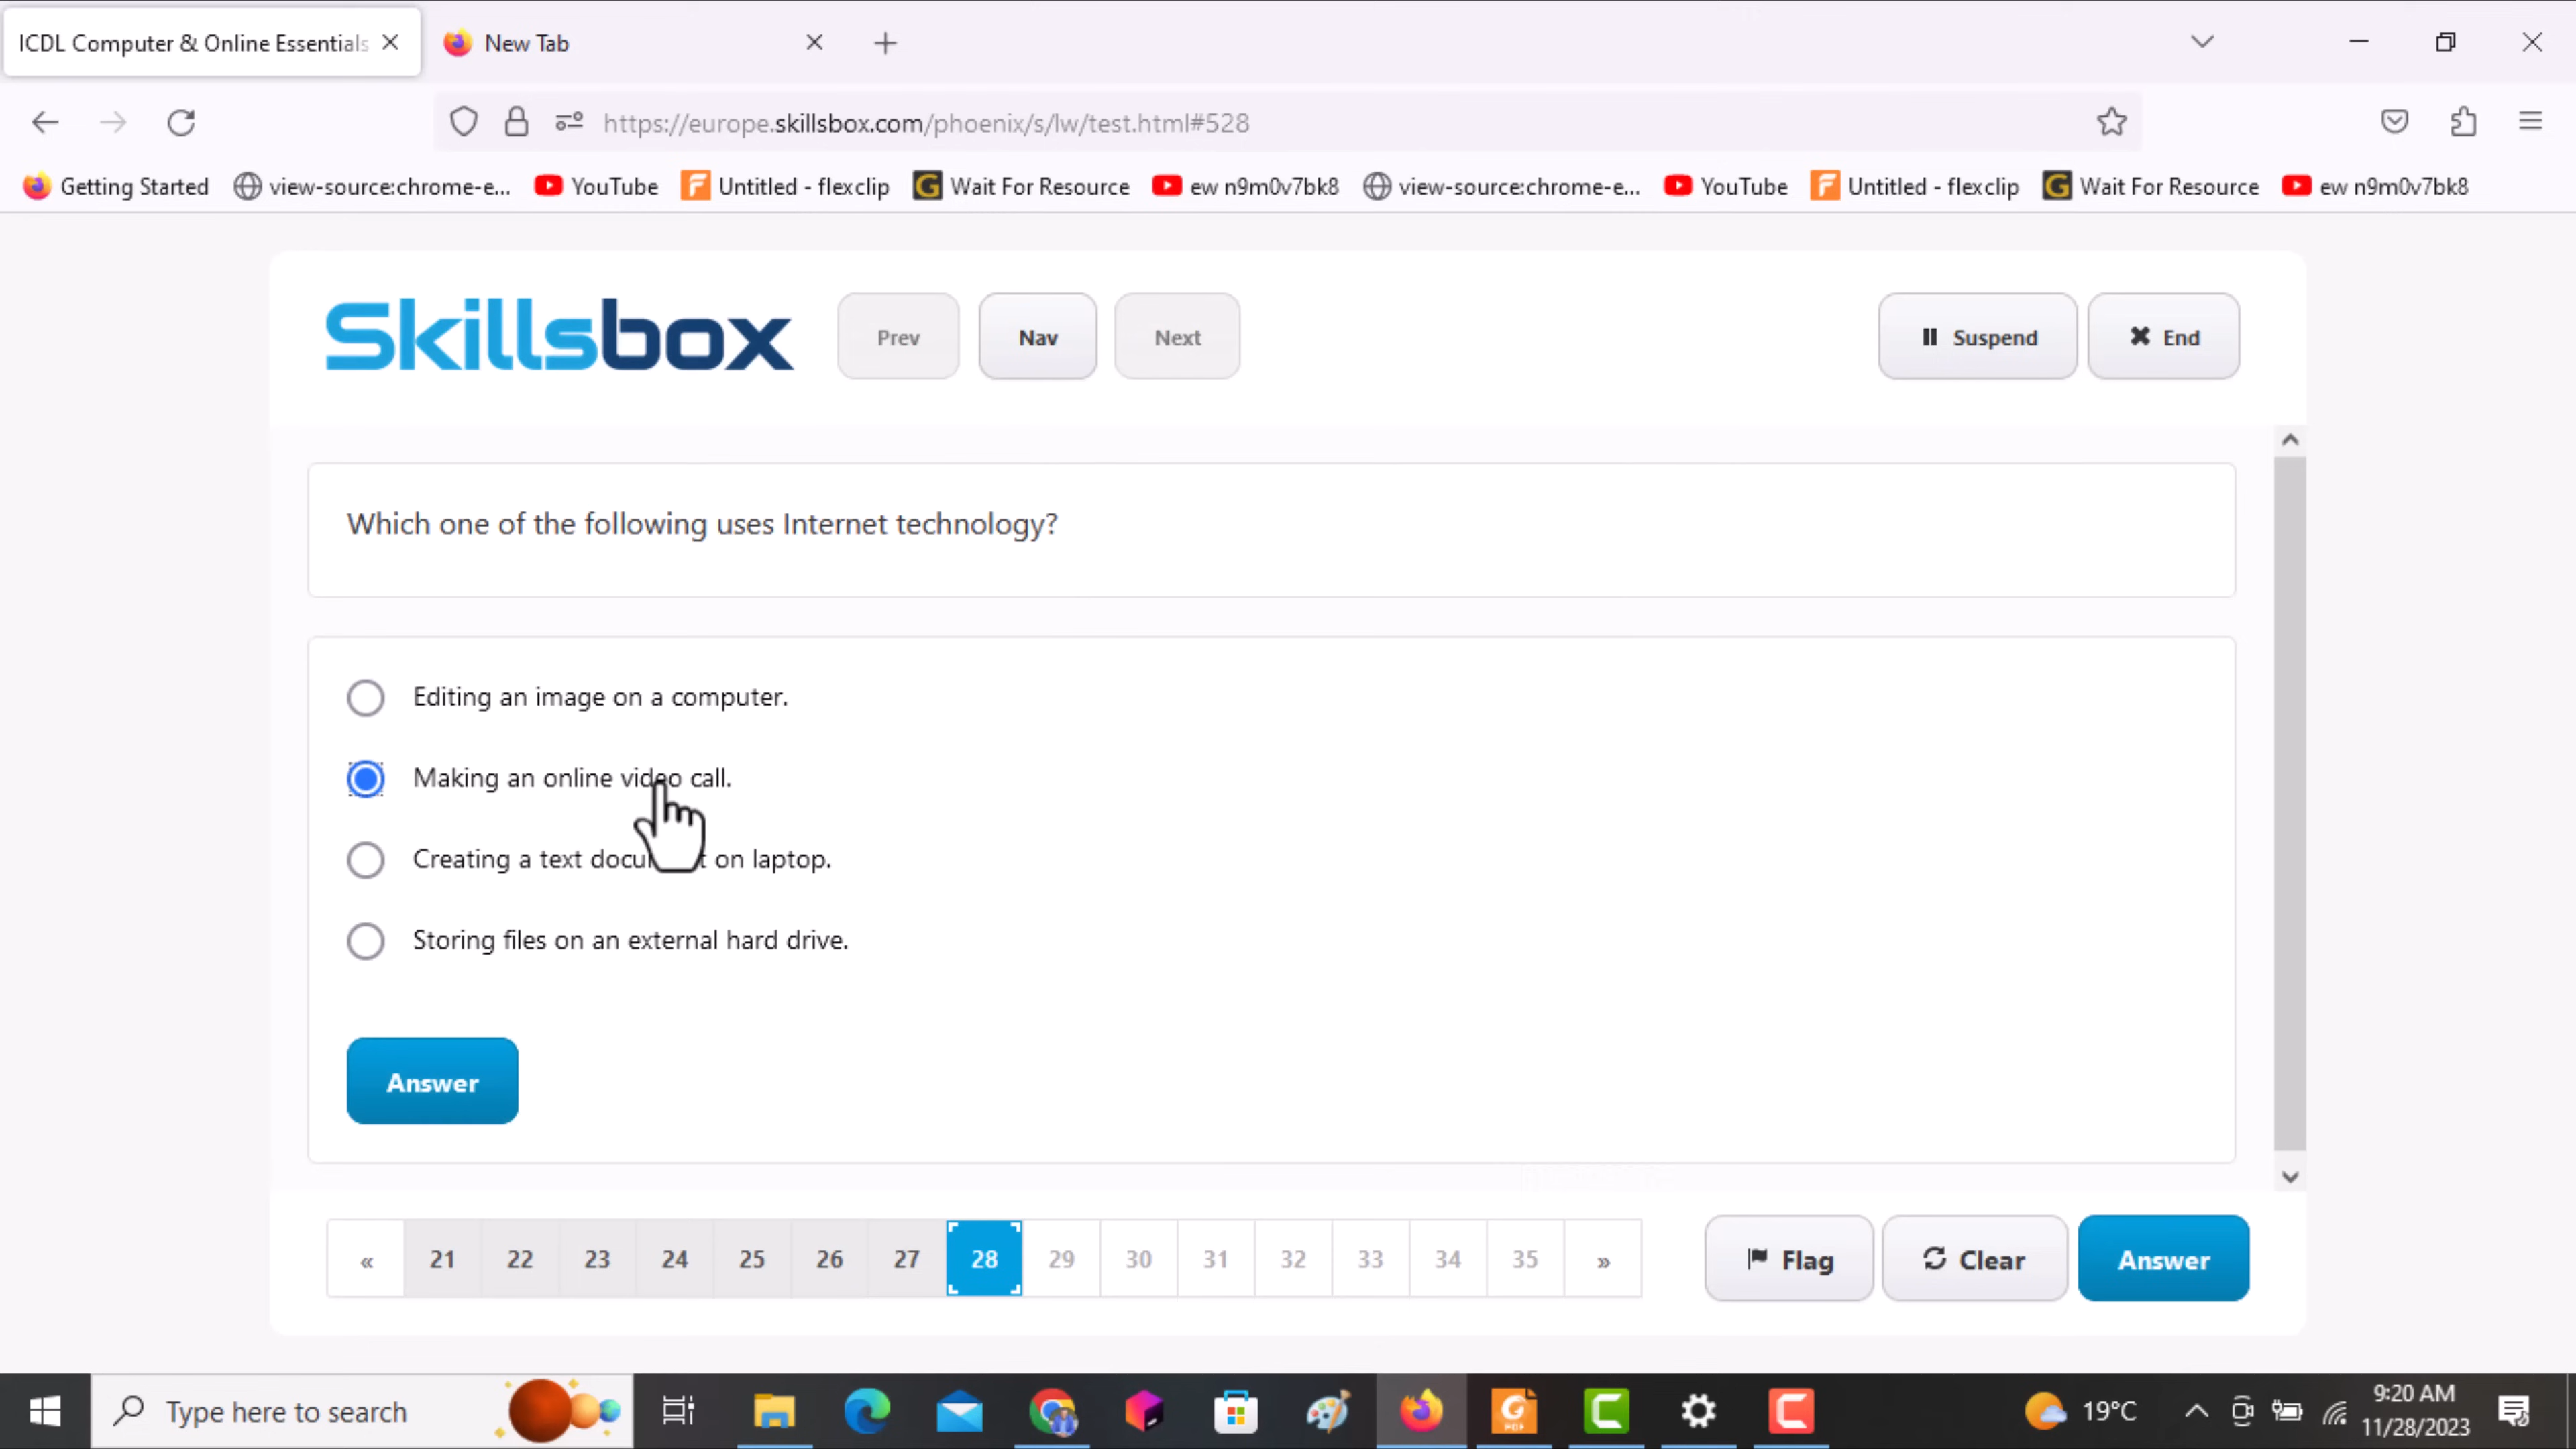 ICDL Computer & Online Essentials
New Tab
https://europe.skillsbox.com/phoenix/s/lw/test.html#528
Getting Started
view-source:chrome-e...
YouTube
Untitled - flexclip
Wait For Resource
ew n9m0v7bk8
view-source:chrome-e...
YouTube
Untitled - flexclip
Wait For Resource
ew n9m0v7bk8
Skillsbox
Prev
Nav
Next
Suspend
End
Which one of the following uses Internet technology?
Editing an image on a computer.
Making an online video call.
Creating a text docu t on laptop.
Storing files on an external hard drive.
Answer
« 21 22 23 24 25 26 27 28 29 30 31 32 33 34 35 »
Flag
Clear
Answer
Type here to search
19°C
9:20 AM
11/28/2023